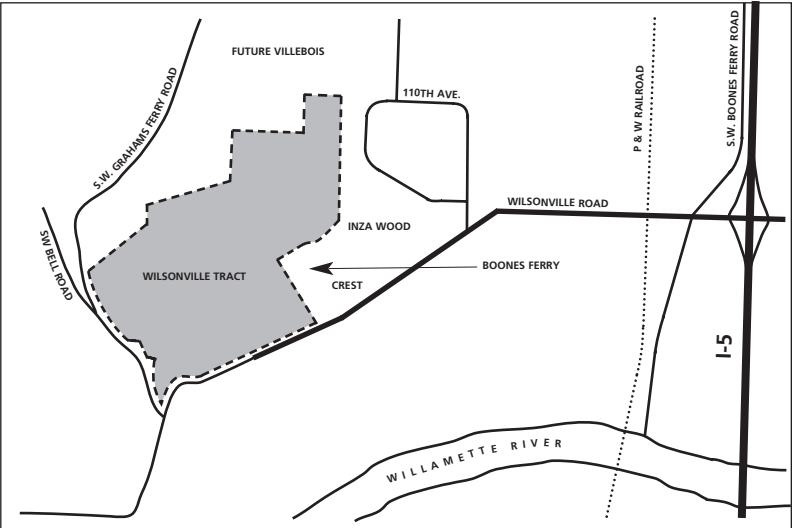 FUTURE VILLEBOIS
S.W. GRAHAMS FERRY ROAD
110TH AVE.
P & W RAILROAD
S.W. BOONES FERRY ROAD
SW BELL ROAD
WILSONVILLE ROAD
INZA WOOD
WILSONVILLE TRACT
BOONES FERRY
CREST
I-5
WILLAMETTE RIVER